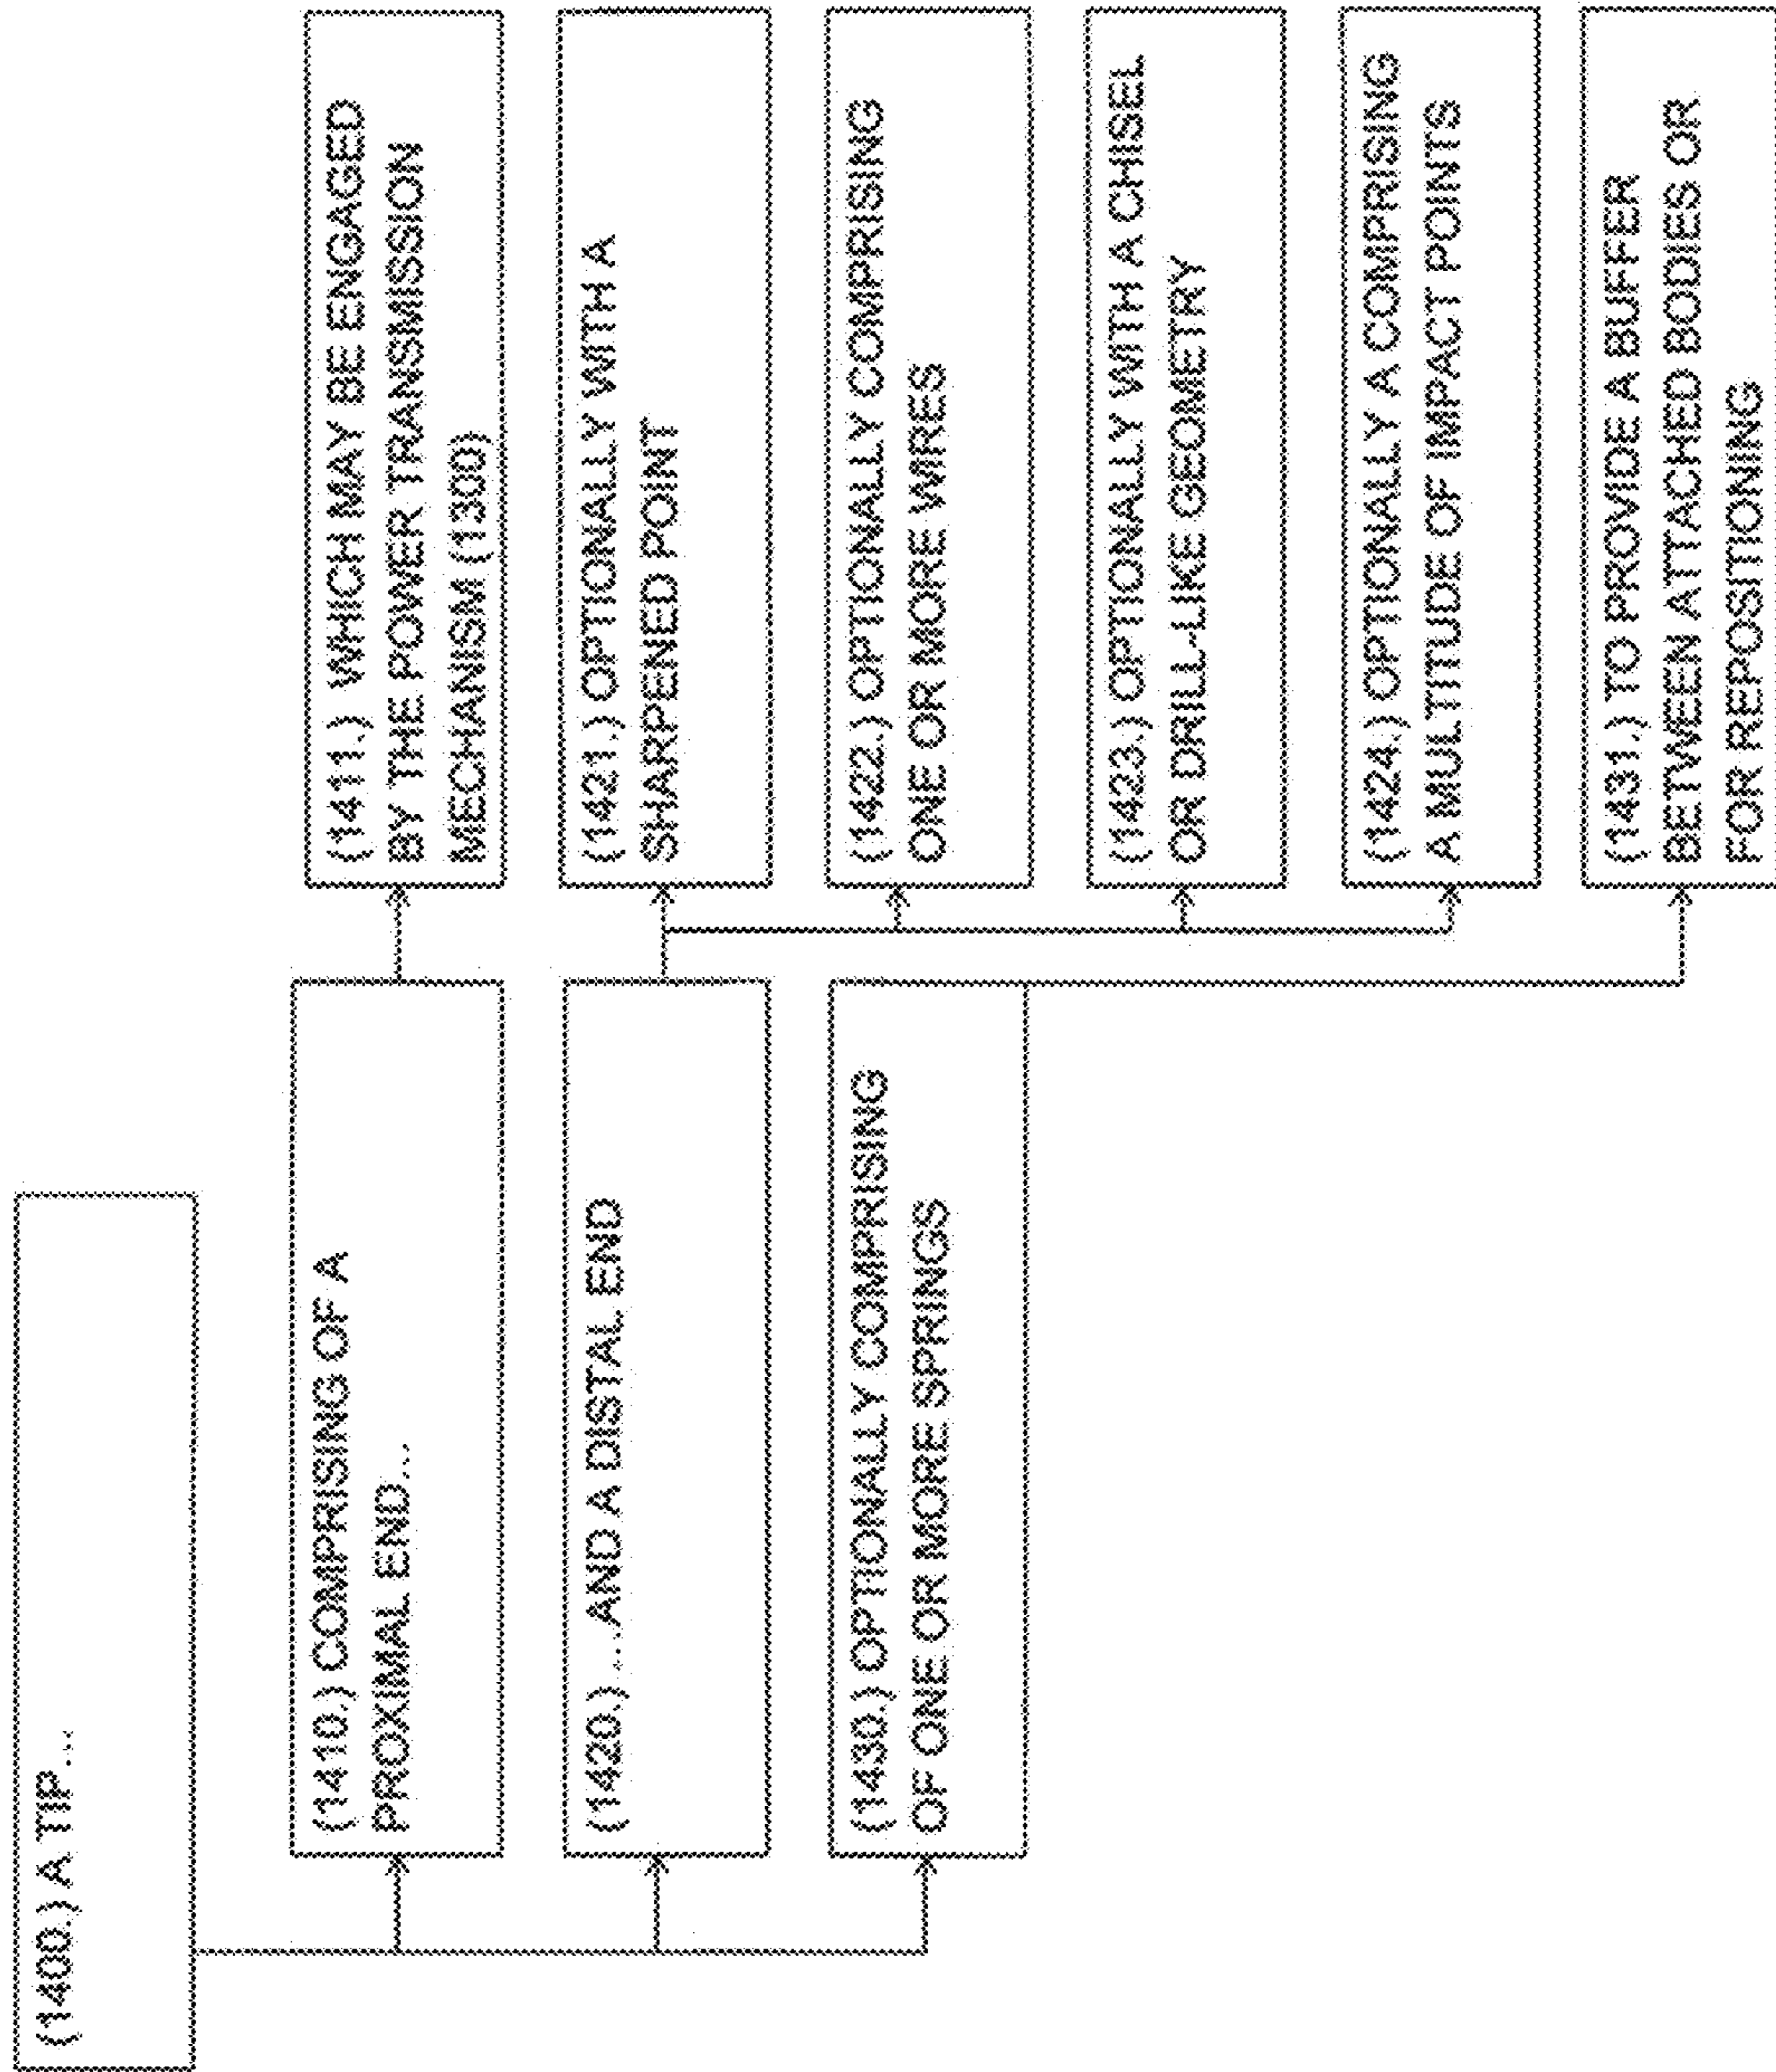 (1400.) A TIP...
(1410.) COMPRISING OF A
PROXIMAL END...
(1411.) WHICH MAY BE ENGAGED
BY THE POWER TRANSMISSION
MECHANISM (1300)
(1420.) ...AND A DISTAL END
(1421.) OPTIONALLY WITH A
SHARPENED POINT
(1422.) OPTIONALLY COMPRISING
ONE OR MORE WIRES
(1423.) OPTIONALLY WITH A CHISEL
OR DRILL-LIKE GEOMETRY
(1424.) OPTIONALLY A COMPRISING
A MULTITUDE OF IMPACT POINTS
(1430.) OPTIONALLY COMPRISING
OF ONE OR MORE SPRINGS
(1431.) TO PROVIDE A BUFFER
BETWEEN ATTACHED BODIES OR
FOR REPOSITIONING